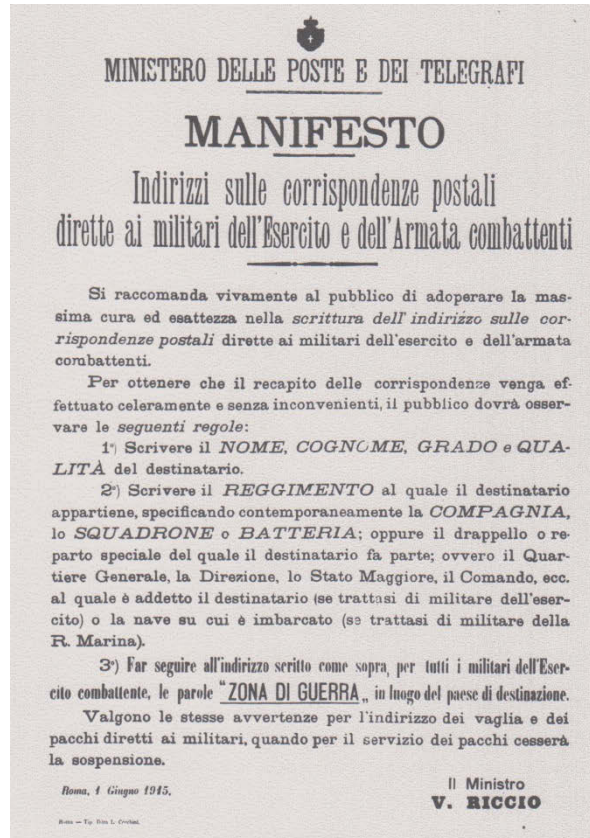 MINISTERO DELLE POSTE E DEI TELEGRAFI
MANIFESTO
Indirizzi sulle corrispondenze postali
dirette ai militari dell'Esercito e dell'Armata combattenti
Si raccomanda vivamente al pubblico di adoperare la mas-
sima cura ed esattezza nella scrittura dell'indirizzo sulle cor-
rispondenze postali dirette ai militari dell'esercito e dell'armata
combattenti.
Per ottenere che il recapito delle corrispondenze venga ef-
fettuato celeramente e senza inconvenienti, il pubblico dovrà osser-
vare le seguenti regole:
1°) Scrivere il NOME, COGNOME, GRADO e QUA-
LITÀ del destinatario.
2°) Scrivere il REGGIMENTO al quale il destinatario
appartiene, specificando contemporaneamente la COMPAGNIA,
lo SQUADRONE o BATTERIA; oppure il drappello o re-
parto speciale del quale il destinatario fa parte; ovvero il Quar-
tiere Generale, la Direzione, lo Stato Maggiore, il Comando, ecc.
al quale è addetto il destinatario (se trattasi di militare dell'eser-
cito) o la nave su cui è imbarcato (se trattasi di militare della
R. Marina).
3°) Far seguire all'indirizzo scritto come sopra, per tutti i militari dell'Eser-
cito combattente, le parole "ZONA DI GUERRA„ in luogo del paese di destinazione.
Valgono le stesse avvertenze per l'indirizzo dei vaglia e dei
pacchi diretti ai militari, quando per il servizio dei pacchi cesserà
la sospensione.
Roma, 1 Giugno 1915.
Il Ministro
V. RICCIO
Roma — Tip.